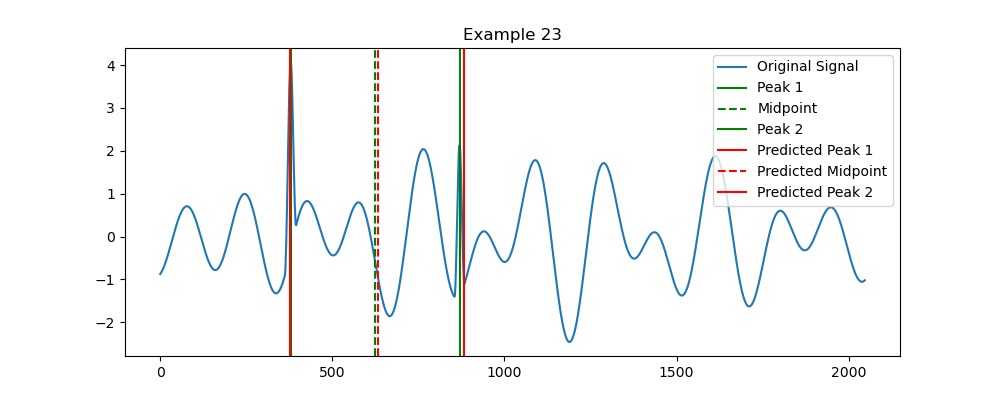 Example 23
4
3
2
1
0
−1
−2
0
500
1000
1500
2000
Original Signal
Peak 1
Midpoint
Peak 2
Predicted Peak 1
Predicted Midpoint
Predicted Peak 2